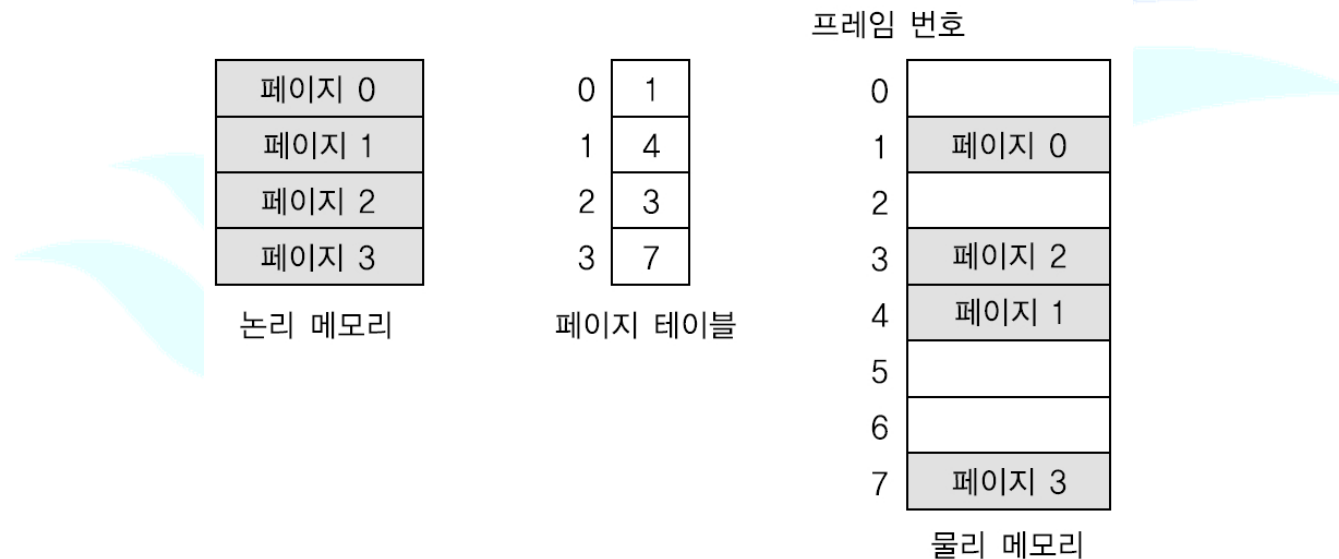 프레임 번호
페이지 0
페이지 1
페이지 2
페이지 3
논리 메모리
0 1
1 4
2 3
3 7
페이지 테이블
0
1 페이지 0
2
3 페이지 2
4 페이지 1
5
6
7 페이지 3
물리 메모리